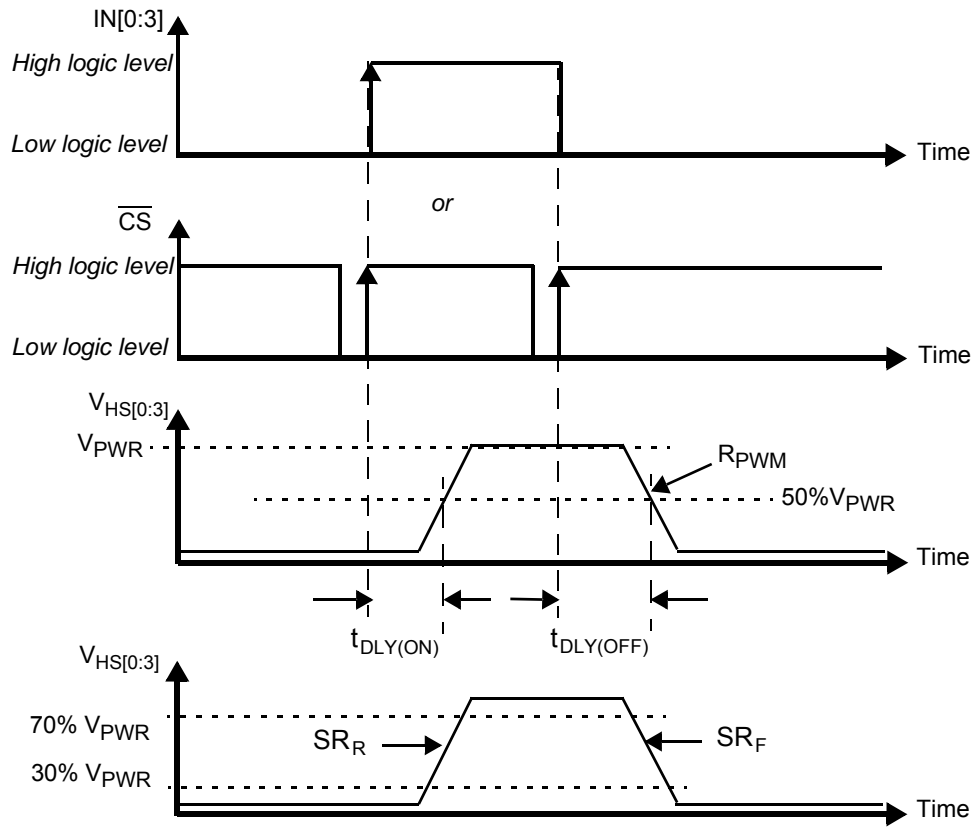 IN[0:3]
High logic level
Low logic level
Time
or
CS
High logic level
Low logic level
Time
VHS[0:3]
VPWR
RPWM
50%VPWR
Time
tDLY(ON)
tDLY(OFF)
VHS[0:3]
70% VPWR
SRR
SRF
30% VPWR
Time